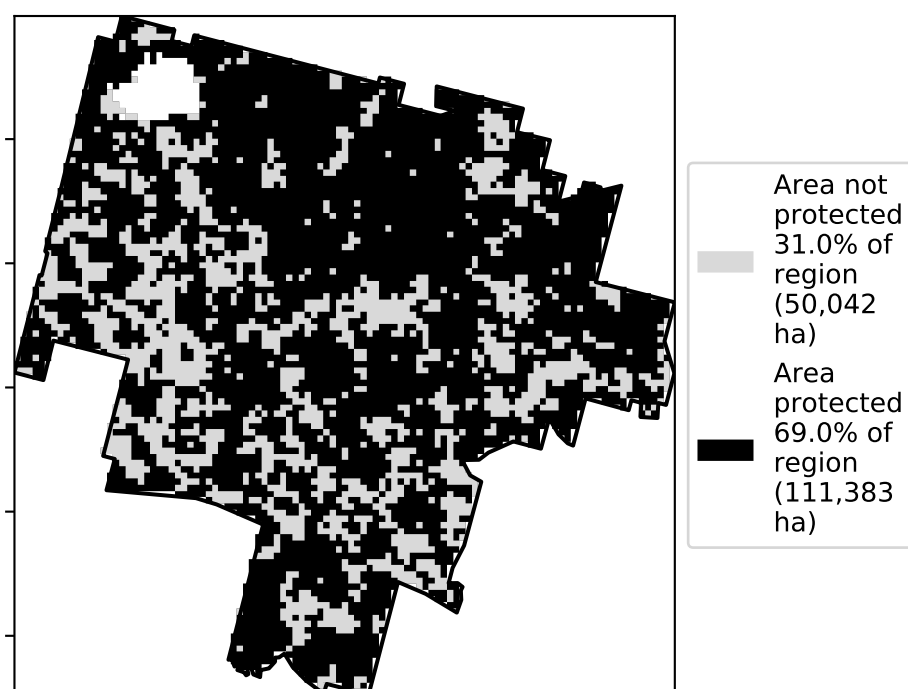 Area not
protected
31.0% of
region
(50,042
ha)
Area
protected
69.0% of
region
(111,383
ha)